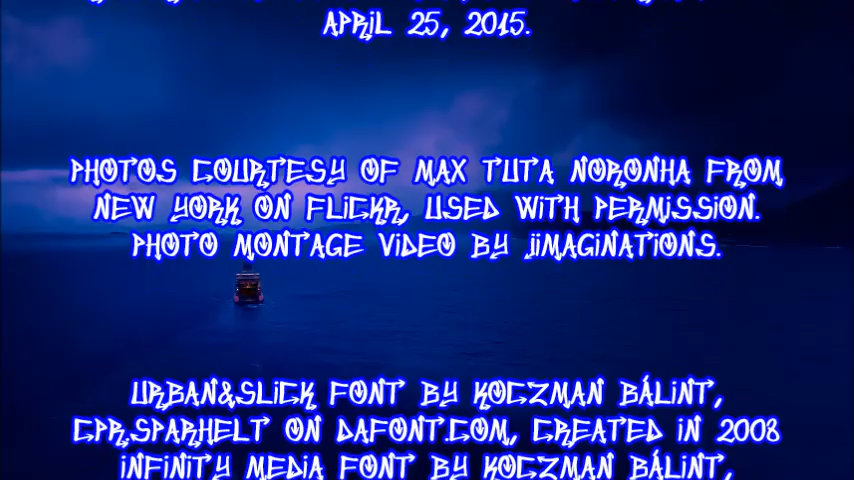 APRiL 25, 2015.
PHOTOS COURTESY OF MAX TUTA NORONHA FROM
NEW YORK ON FLiCKR, USED WiTH PERMiSSiON.
PHOTO MONTAGE ViDEO BY jiMAGiNATiONS.
URBAN&SLiCK FONT BY KOCZMAN BÁLiNT,
CPR.SPARHELT ON DAFONT.COM, CREATED iN 2008
iNFiNiTY MEDiA FONT BY KOCZMAN BÁLiNT,